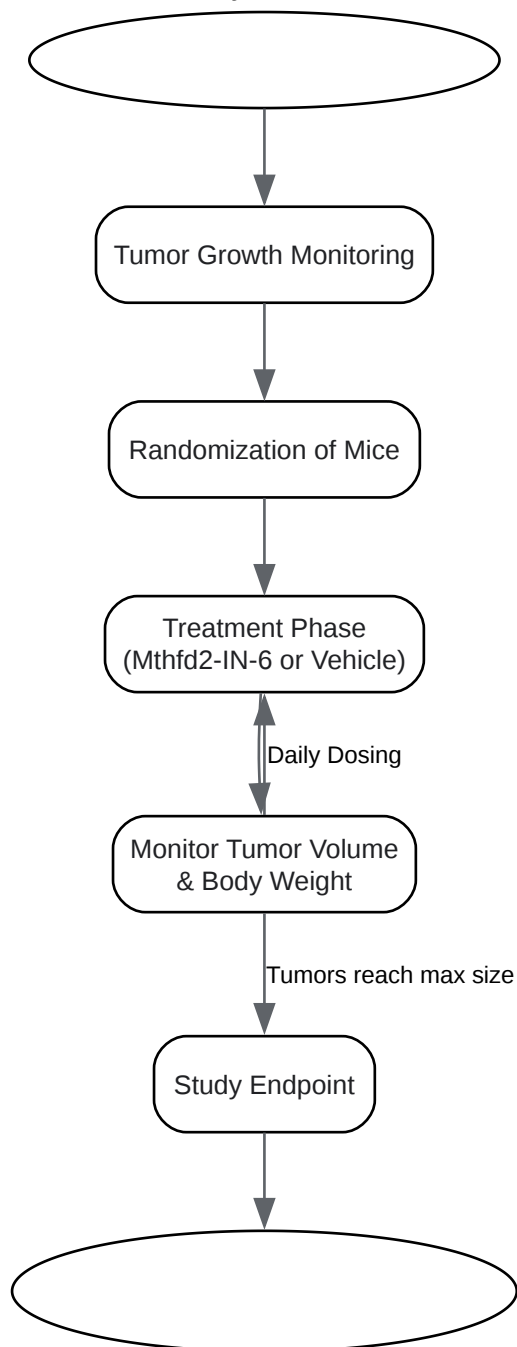 Tumor Growth Monitoring
Randomization of Mice
Treatment Phase
(Mthfd2-IN-6 or Vehicle)
Daily Dosing
Monitor Tumor Volume
& Body Weight
Tumors reach max size
Study Endpoint